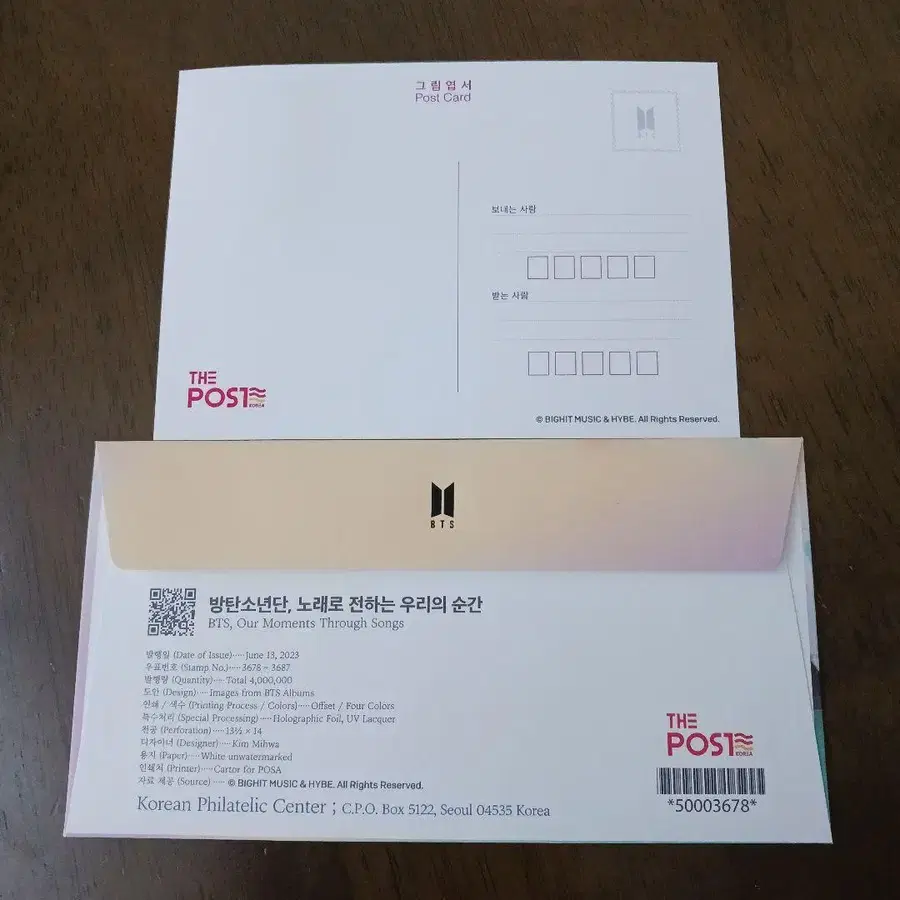 그림엽서
Post Card
BTS
보내는 사람
받는 사람
THE
POST
KOREA
© BIGHIT MUSIC & HYBE. All Rights Reserved.
BTS
방탄소년단, 노래로 전하는 우리의 순간
BTS, Our Moments Through Songs
발행일 (Date of Issue)····· June 13, 2023
우표번호 (Stamp No.)····· 3678 ~ 3687
발행량 (Quantity)···· Total 4,000,000
도안 (Design)···· Images from BTS Albums
인쇄 / 색수 (Printing Process / Colors)···· Offset / Four Colors
특수처리 (Special Processing)···· Holographic Foil, UV Lacquer
천공 (Perforation)···· 13½ × 14
디자이너 (Designer)···· Kim Mihwa
용지 (Paper)···· White unwatermarked
인쇄처 (Printer)···· Cartor for POSA
자료 제공 (Source)···· © BIGHIT MUSIC & HYBE. All Rights Reserved.
Korean Philatelic Center ; C.P.O. Box 5122, Seoul 04535 Korea
THE
POST
KOREA
*50003678*